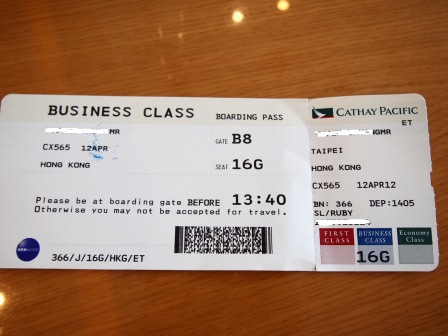 BUSINESS CLASS
BOARDING PASS
MR
GATE B8
CX565 12APR
HONG KONG
SEAT 16G
Please be at boarding gate BEFORE 13:40
Otherwise you may not be accepted for travel.
oneworld
366/J/16G/HKG/ET
CATHAY PACIFIC
ET
NGMR
TAIPEI
HONG KONG
CX565 12APR12
BN: 366 DEP:1405
SL/RUBY
FIRST CLASS
BUSINESS CLASS
Economy Class
16G